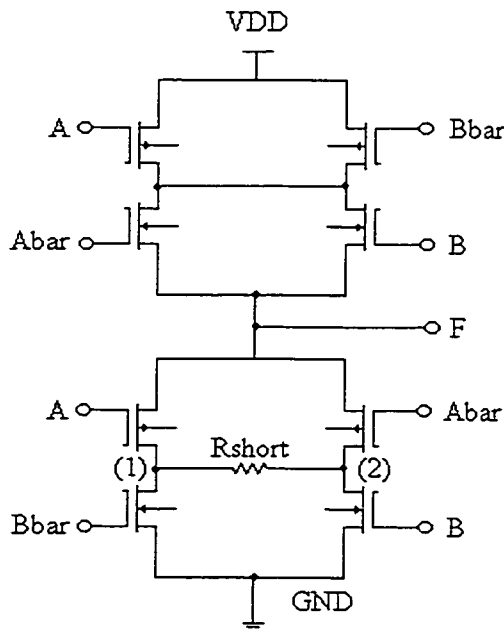 VDD
A
Bbar
Abar
B
F
A
Abar
(1)
Rshort
(2)
Bbar
B
GND